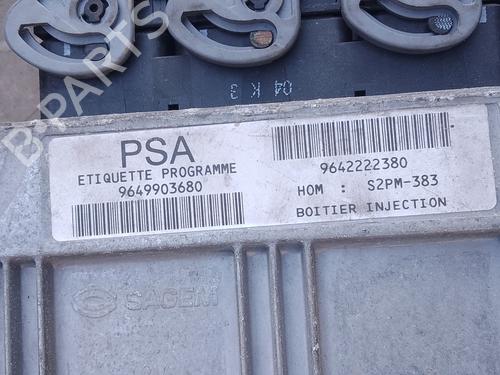 04 K 3
PSA
ETIQUETTE PROGRAMME
9649903680
9642222380
HOM : S2PM-383
BOITIER INJECTION
SAGEM
B-PARTS